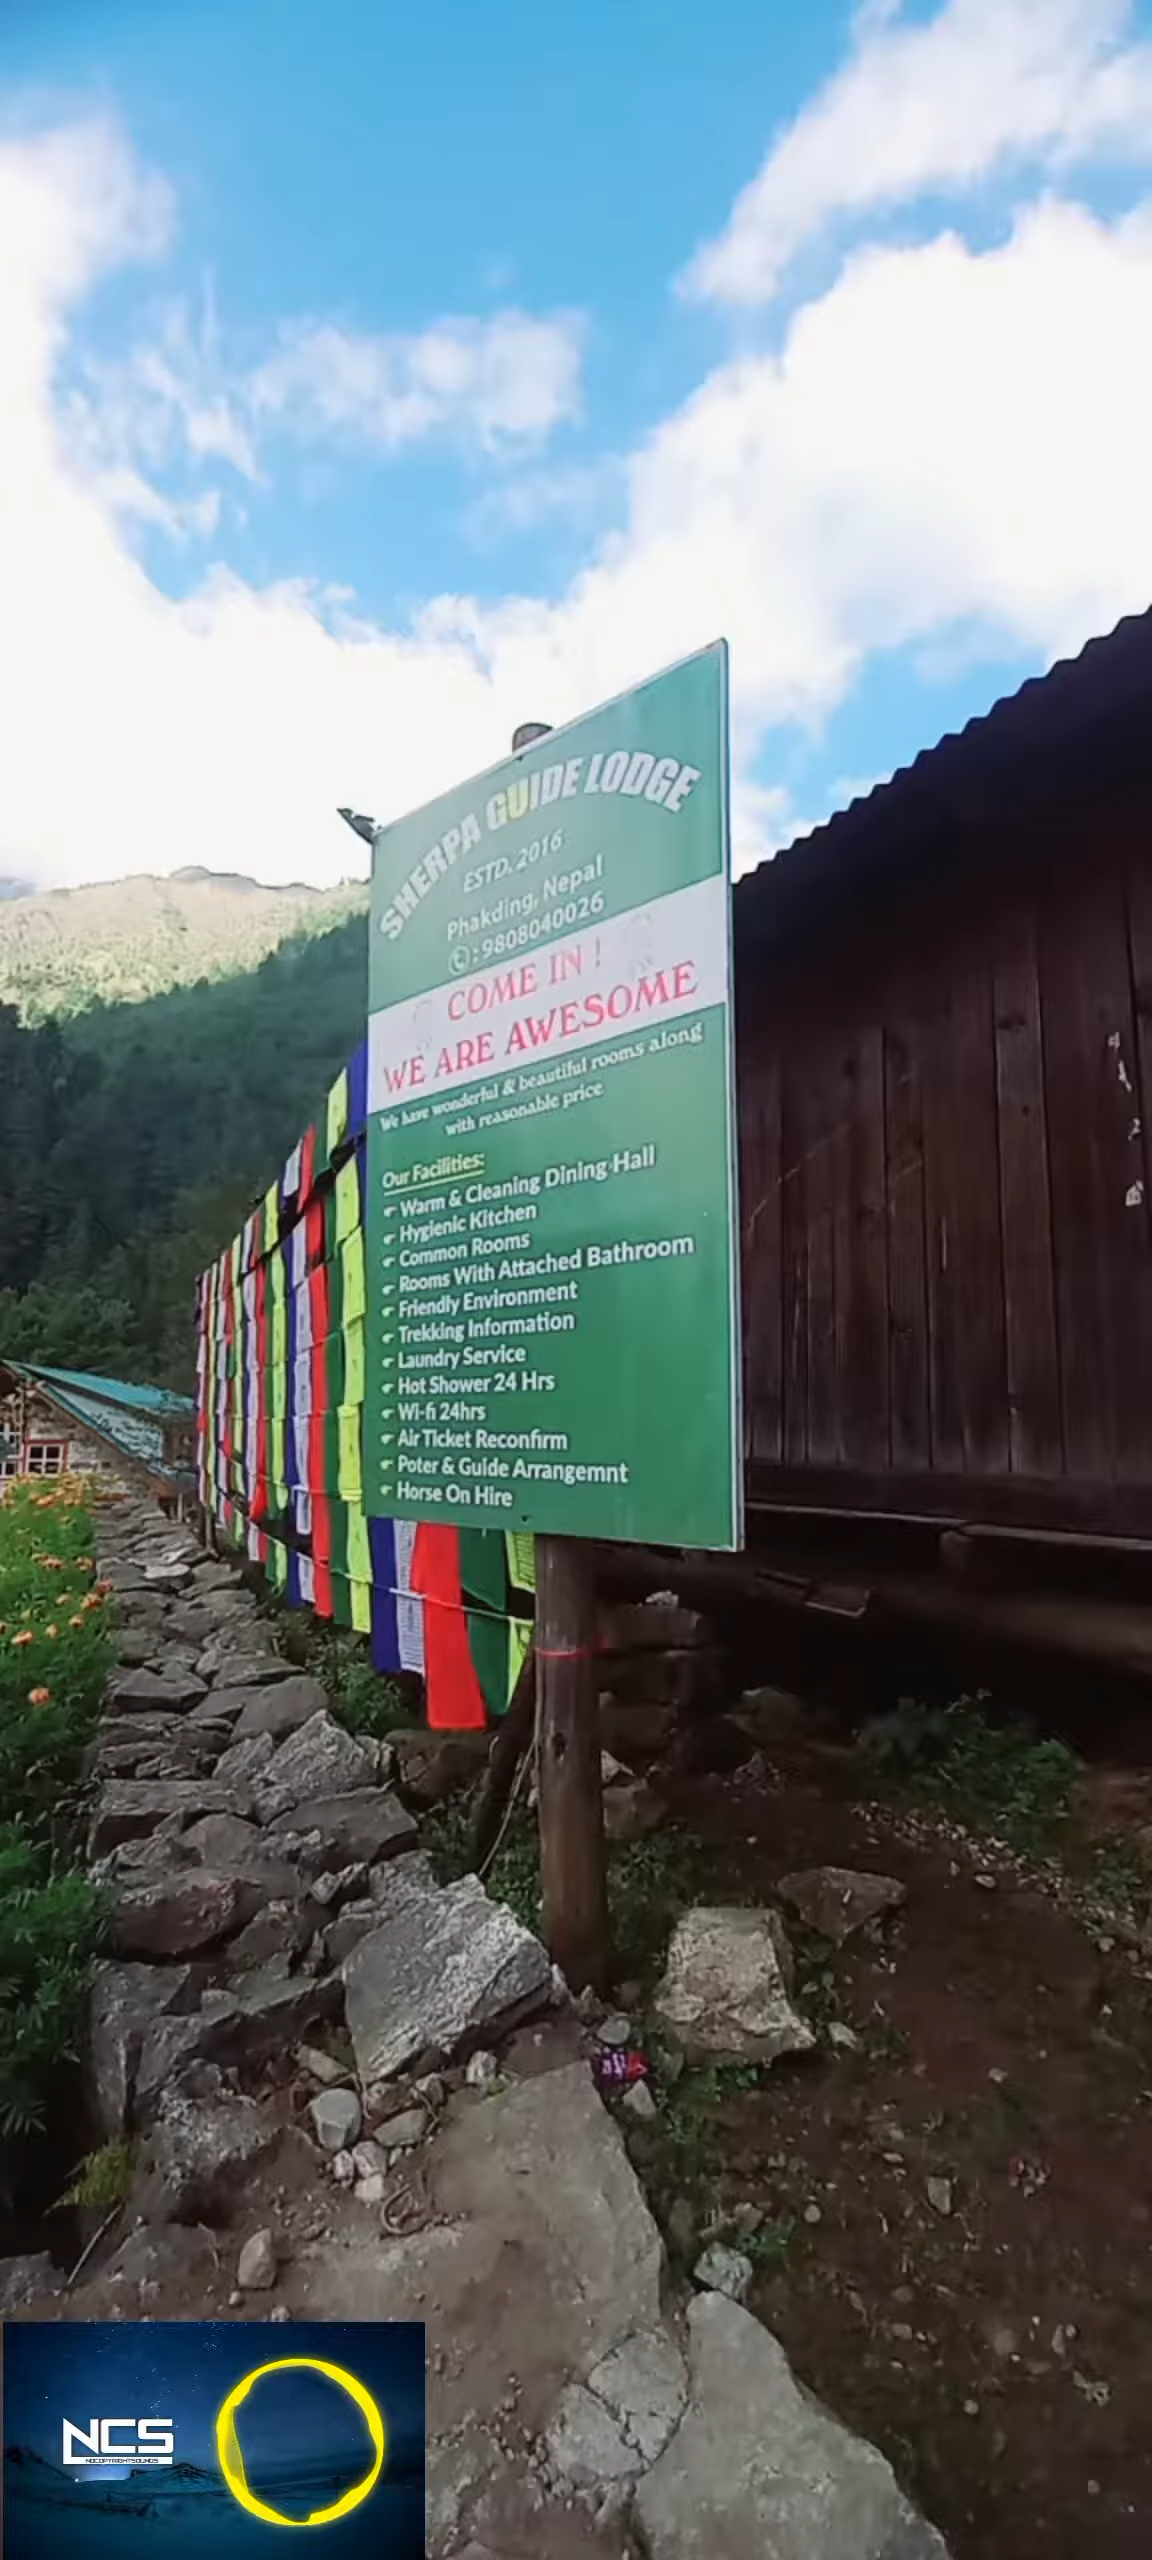 SHERPA GUIDE LODGE
ESTD. 2016
Phakding, Nepal
: 9808040026
COME IN !
WE ARE AWESOME
We have wonderful & beautiful rooms along
with reasonable price
Our Facilities:
Warm & Cleaning Dining Hall
Hygienic Kitchen
Common Rooms
Rooms With Attached Bathroom
Friendly Environment
Trekking Information
Laundry Service
Hot Shower 24 Hrs
Wi-fi 24hrs
Air Ticket Reconfirm
Poter & Guide Arrangemnt
Horse On Hire
NCS
NOCOPYRIGHTSOUNDS